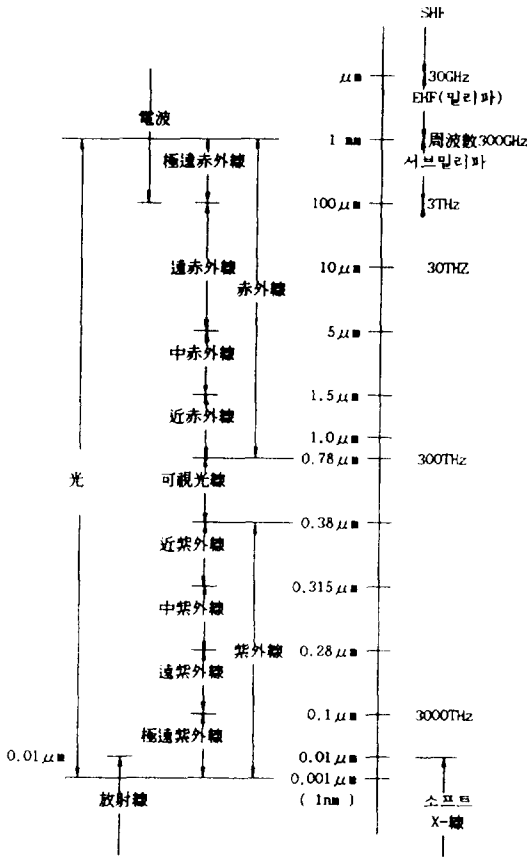 SHF
μm 30GHz
EHF(밀리파)
電波
1 mm 周波數300GHz
極遠赤外線 서브밀리파
100μm 3THz
遠赤外線 10μm 30THZ
赤外線
5μm
中赤外線
1.5μm
近赤外線
1.0μm
0.78μm 300THz
光 可視光線
0.38μm
近紫外線
0.315μm
中紫外線
紫外線 0.28μm
遠紫外線
0.1μm 3000THz
極遠紫外線
0.01μm 0.01μm
0.001μm
放射線 ( 1nm ) 소프트
X-線